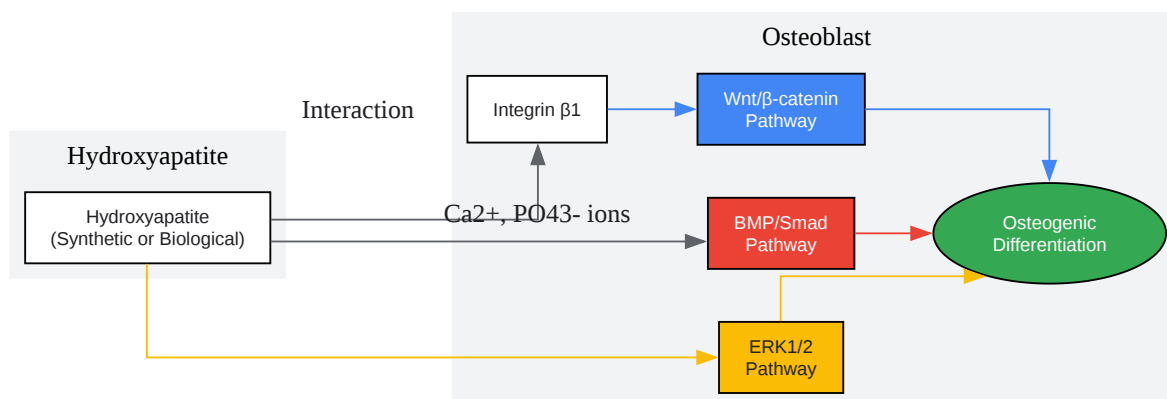 Osteoblast
Integrin β1
Wnt/β-catenin
Pathway
Interaction
Hydroxyapatite
Hydroxyapatite
(Synthetic or Biological)
Ca2+, PO43- ions
BMP/Smad
Pathway
Osteogenic
Differentiation
ERK1/2
Pathway